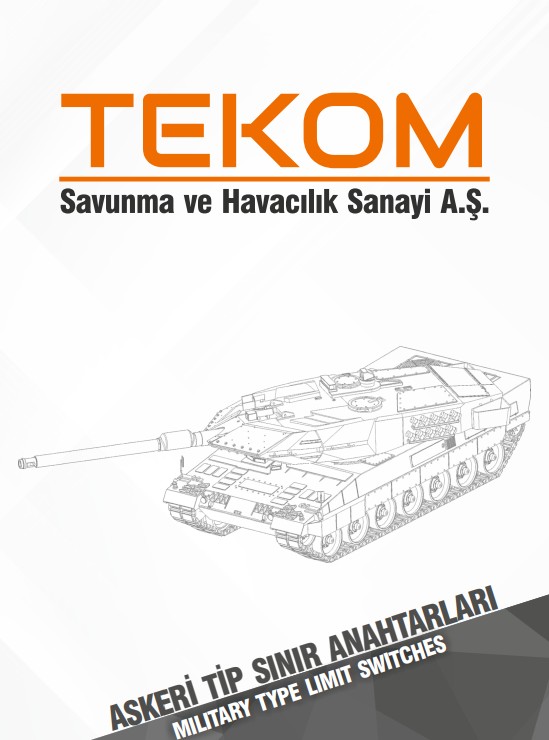 TEKOM
Savunma ve Havacılık Sanayi A.Ş.
ASKERİ TİP SINIR ANAHTARLARI
MILITARY TYPE LIMIT SWITCHES